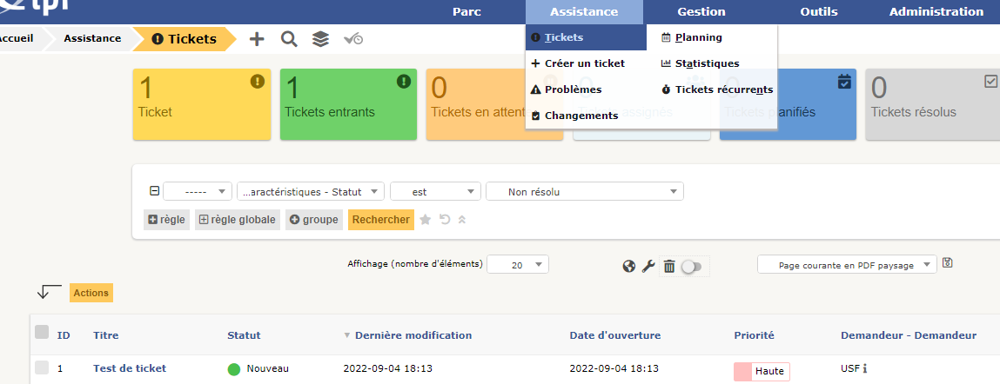 Parc Assistance Gestion Outils Administration
Accueil Assistance Tickets
Tickets Planning
Créer un ticket Statistiques
Problèmes Tickets récurrents
Changements
1 1 0 0 0
Ticket Tickets entrants Tickets en attente Tickets assignés Tickets planifiés Tickets résolus
----- ...aractéristiques - Statut est Non résolu
règle règle globale groupe Rechercher
Affichage (nombre d'éléments) 20 Page courante en PDF paysage
Actions
ID Titre Statut Dernière modification Date d'ouverture Priorité Demandeur - Demandeur
1 Test de ticket Nouveau 2022-09-04 18:13 2022-09-04 18:13 Haute USF